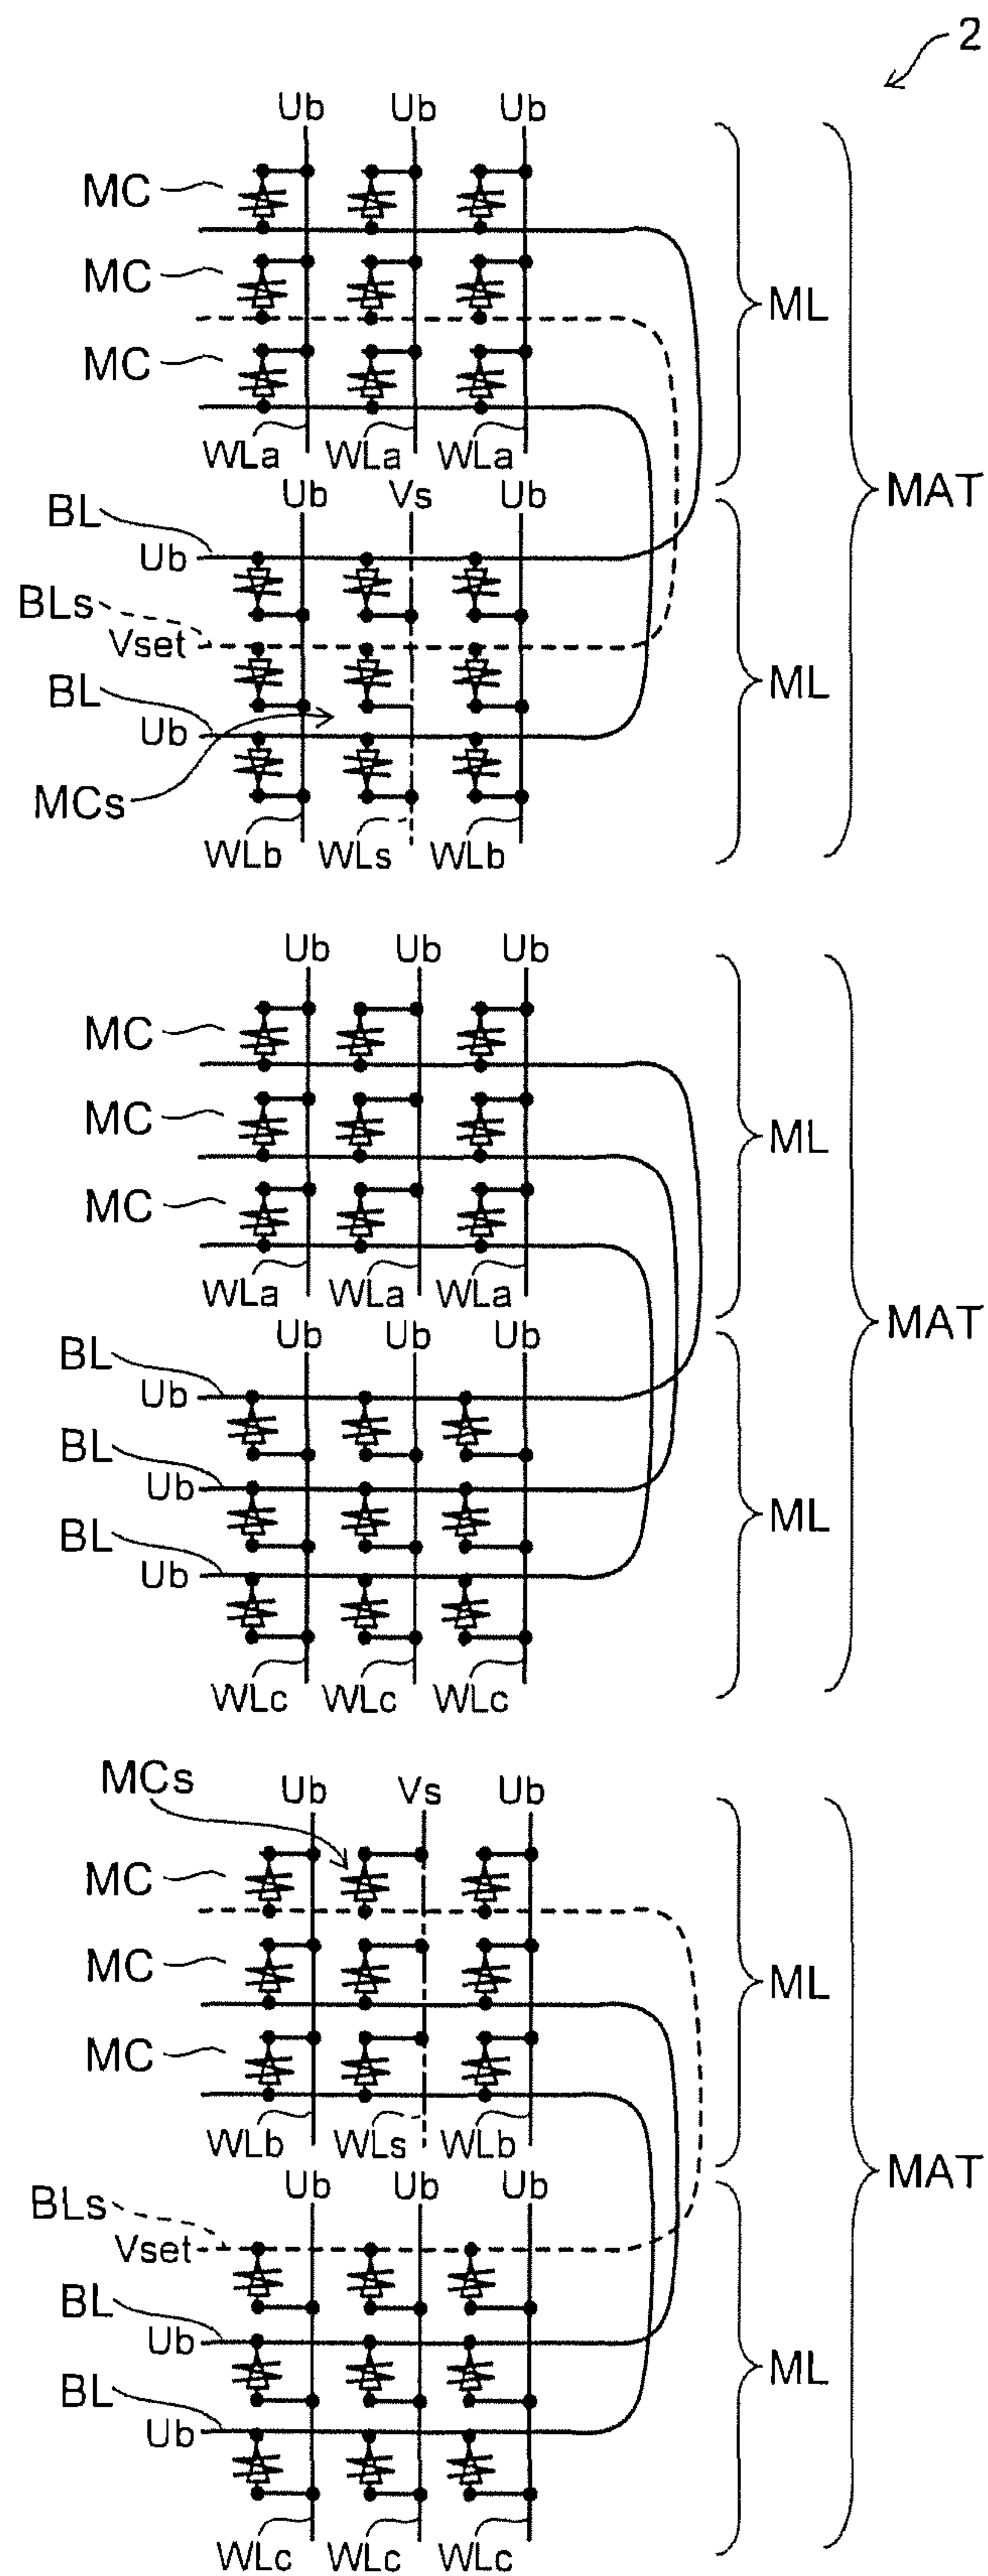 2
Ub Ub Ub
MC
MC
ML
MC
WLa WLa WLa
Ub Vs Ub
MAT
BL
Ub
BLs
Vset
BL
ML
Ub
MCs
WLb WLs WLb
Ub Ub Ub
MC
MC
ML
MC
WLa WLa WLa
Ub Ub Ub
MAT
BL
Ub
BL
Ub
ML
BL
Ub
WLc WLc WLc
MCs
Ub Vs Ub
MC
MC
ML
MC
WLb WLs WLb
MAT
Ub Ub Ub
BLs
Vset
BL
Ub
ML
BL
Ub
WLc WLc WLc